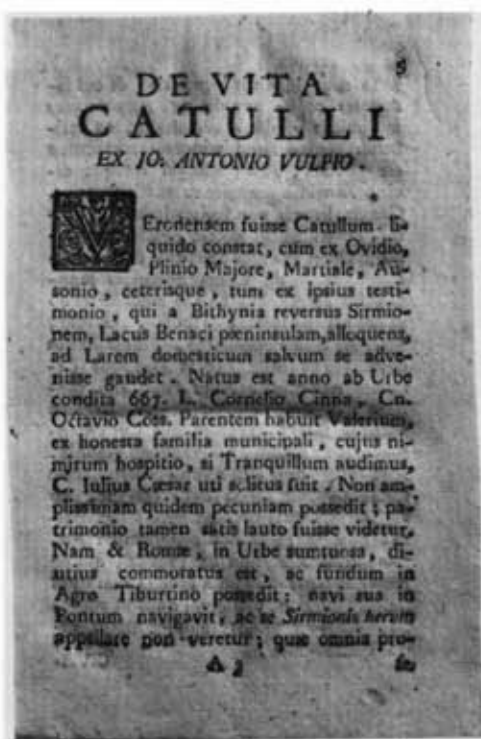 5
DE VITA
CATULLI
EX JO: ANTONIO VULPIO.
VErodensem fuisse Catullum li-
quido constat, cum ex Ovidio,
Plinio Majore, Martiale, Au-
sonio, ceterisque, tum ex ipsius testi-
monio, qui a Bithynia reversus Sirmio-
nem, Lacus Benaci pæninsulam, alloquens,
ad Larem domesticum salvum se adve-
nisse gaudet. Natus est anno ab Urbe
condita 667. L. Cornelio Cinna, Cn.
Octavio Coss. Parentem habuit Valerium,
ex honesta familia municipali, cujus ni-
mirum hospitio, si Tranquillum audimus,
C. Iulius Cæsar uti solitus fuit. Non am-
plissimam quidem pecuniam possedit; pa-
trimonio tamen satis lauto fuisse videtur.
Nam & Romæ, in Urbe sumtuosa, di-
utius commoratus est, ac fundum in
Agro Tiburtino possedit: navi sua in
Pontum navigavit, ac se Sirmionis herum
appellare non veretur; quæ omnia pro-
A 3